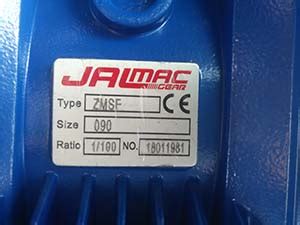 JALMAC
GEAR
Type ZMSF CE
Size 090
Ratio 1/100 NO. 18011981